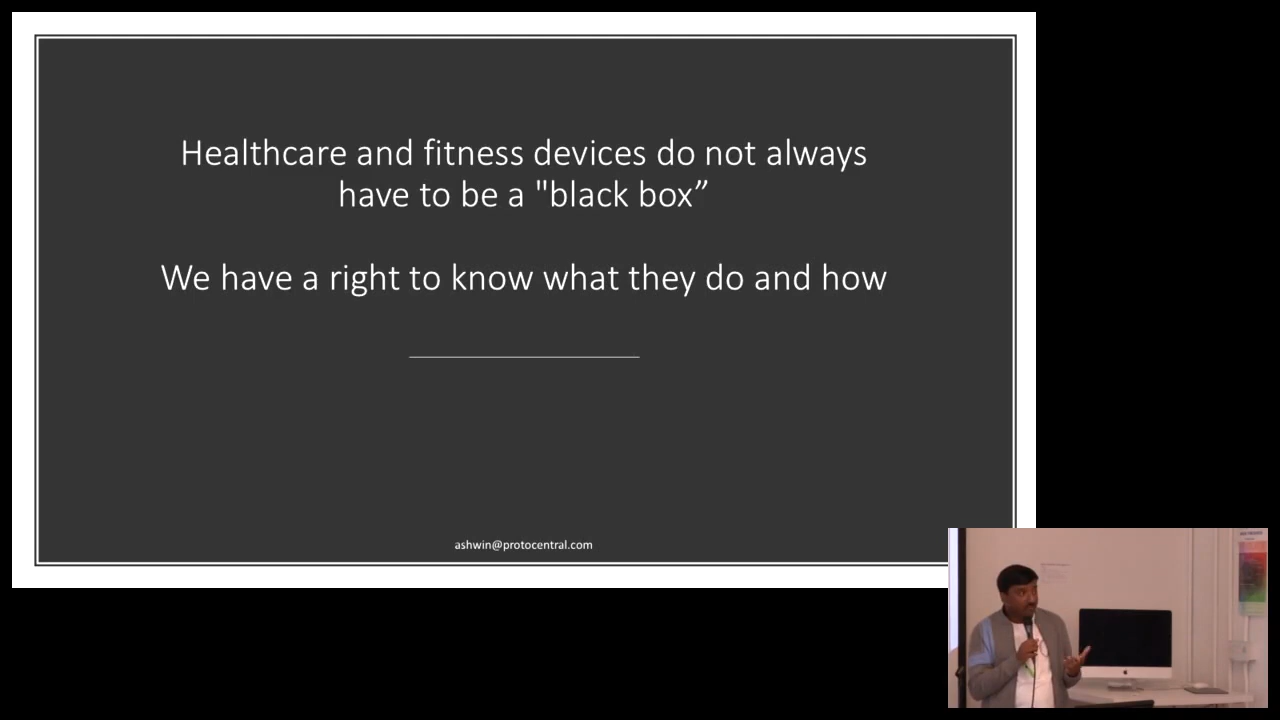 Healthcare and fitness devices do not always
have to be a "black box”
We have a right to know what they do and how
ashwin@protocentral.com